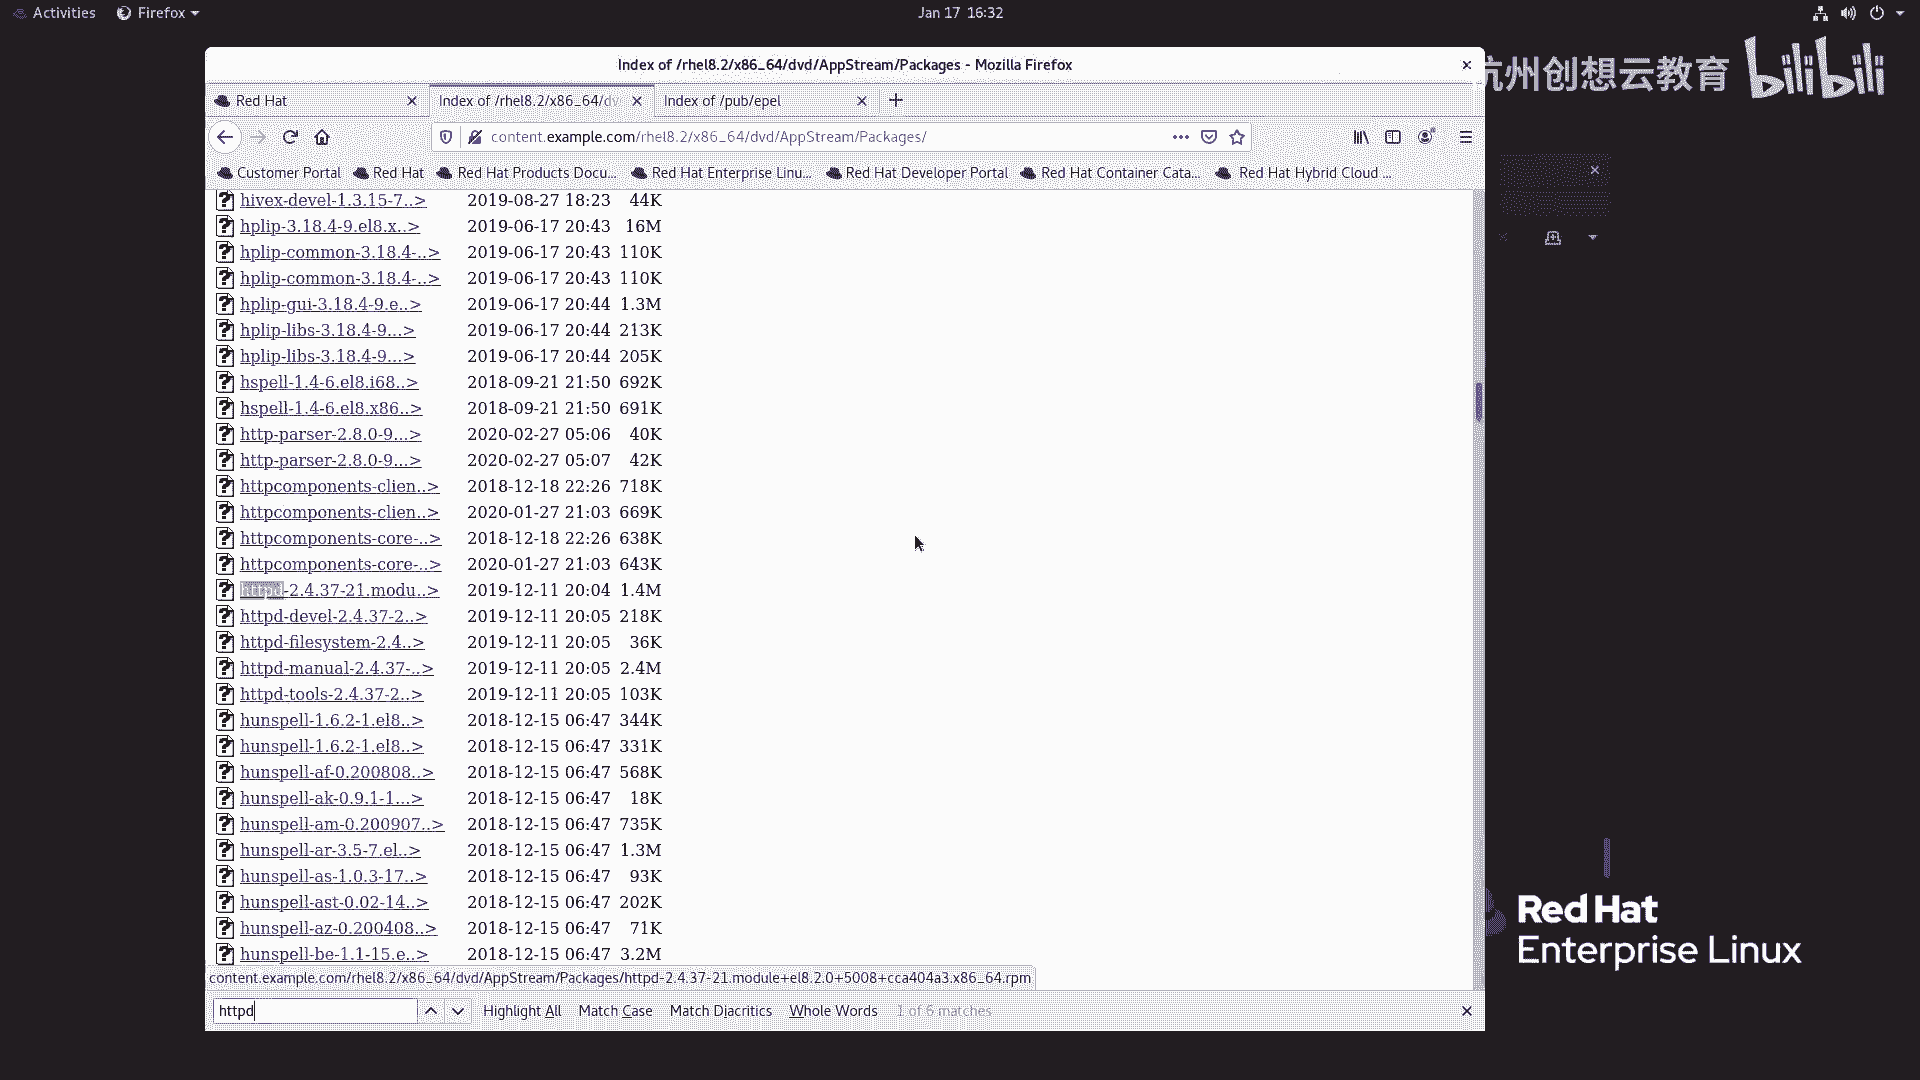 Activities Firefox Jan 17 16:32
Index of /rhel8.2/x86_64/dvd/AppStream/Packages - Mozilla Firefox
杭州创想云教育 bilibili
Red Hat Index of /rhel8.2/x86_64/dv Index of /pub/epel
content.example.com/rhel8.2/x86_64/dvd/AppStream/Packages/
Customer Portal Red Hat Red Hat Products Docu... Red Hat Enterprise Linu... Red Hat Developer Portal Red Hat Container Cata... Red Hat Hybrid Cloud ...
hivex-devel-1.3.15-7..> 2019-08-27 18:23 44K
hplip-3.18.4-9.el8.x..> 2019-06-17 20:43 16M
hplip-common-3.18.4-..> 2019-06-17 20:43 110K
hplip-common-3.18.4-..> 2019-06-17 20:43 110K
hplip-gui-3.18.4-9.e..> 2019-06-17 20:44 1.3M
hplip-libs-3.18.4-9...> 2019-06-17 20:44 213K
hplip-libs-3.18.4-9...> 2019-06-17 20:44 205K
hspell-1.4-6.el8.i68..> 2018-09-21 21:50 692K
hspell-1.4-6.el8.x86..> 2018-09-21 21:50 691K
http-parser-2.8.0-9...> 2020-02-27 05:06 40K
http-parser-2.8.0-9...> 2020-02-27 05:07 42K
httpcomponents-clien..> 2018-12-18 22:26 718K
httpcomponents-clien..> 2020-01-27 21:03 669K
httpcomponents-core-..> 2018-12-18 22:26 638K
httpcomponents-core-..> 2020-01-27 21:03 643K
httpd-2.4.37-21.modu..> 2019-12-11 20:04 1.4M
httpd-devel-2.4.37-2..> 2019-12-11 20:05 218K
httpd-filesystem-2.4..> 2019-12-11 20:05 36K
httpd-manual-2.4.37-..> 2019-12-11 20:05 2.4M
httpd-tools-2.4.37-2..> 2019-12-11 20:05 103K
hunspell-1.6.2-1.el8..> 2018-12-15 06:47 344K
hunspell-1.6.2-1.el8..> 2018-12-15 06:47 331K
hunspell-af-0.200808..> 2018-12-15 06:47 568K
hunspell-ak-0.9.1-1...> 2018-12-15 06:47 18K
hunspell-am-0.200907..> 2018-12-15 06:47 735K
hunspell-ar-3.5-7.el..> 2018-12-15 06:47 1.3M
hunspell-as-1.0.3-17..> 2018-12-15 06:47 93K
hunspell-ast-0.02-14..> 2018-12-15 06:47 202K
hunspell-az-0.200408..> 2018-12-15 06:47 71K
hunspell-be-1.1-15.e..> 2018-12-15 06:47 3.2M
content.example.com/rhel8.2/x86_64/dvd/AppStream/Packages/httpd-2.4.37-21.module+el8.2.0+5008+cca404a3.x86_64.rpm
httpd Highlight All Match Case Match Diacritics Whole Words 1 of 6 matches
Red Hat
Enterprise Linux